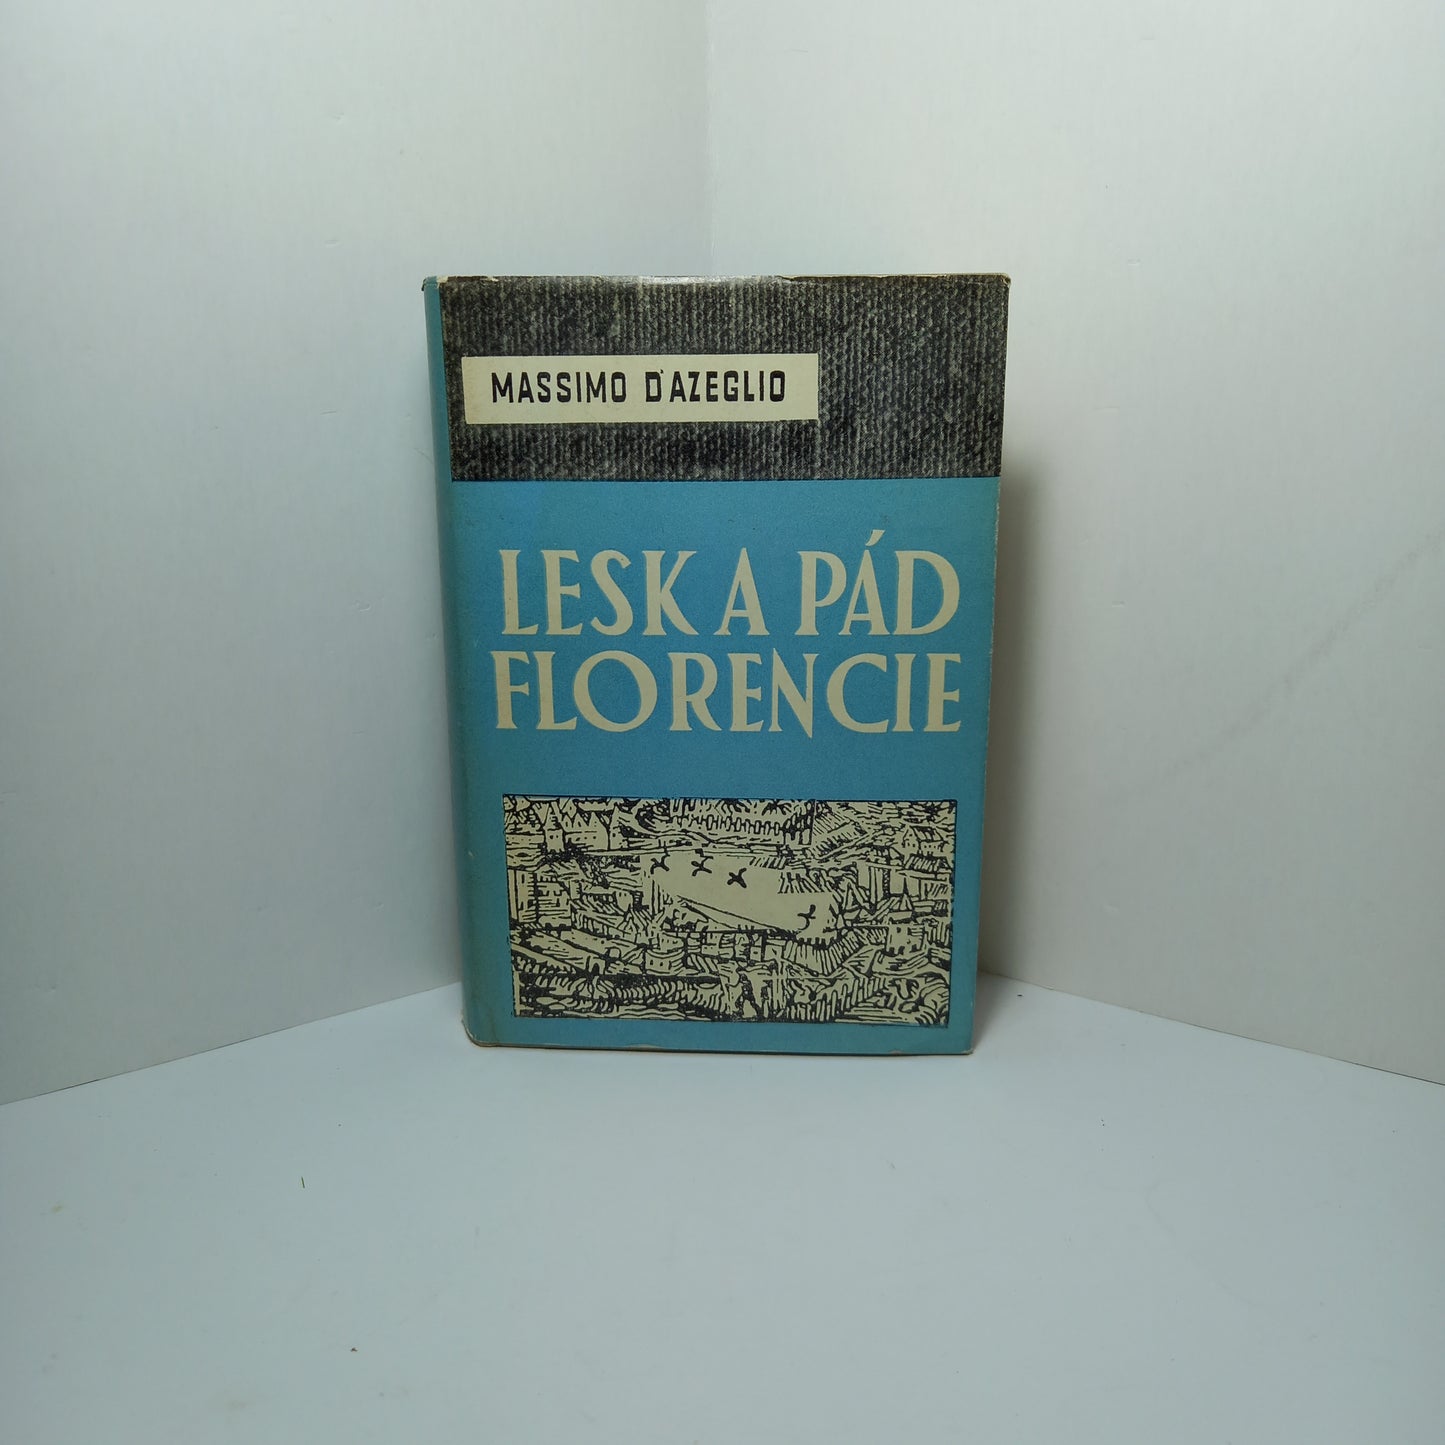 MASSIMO D'AZEGLIO
LESK A PÁD
FLORENCIE